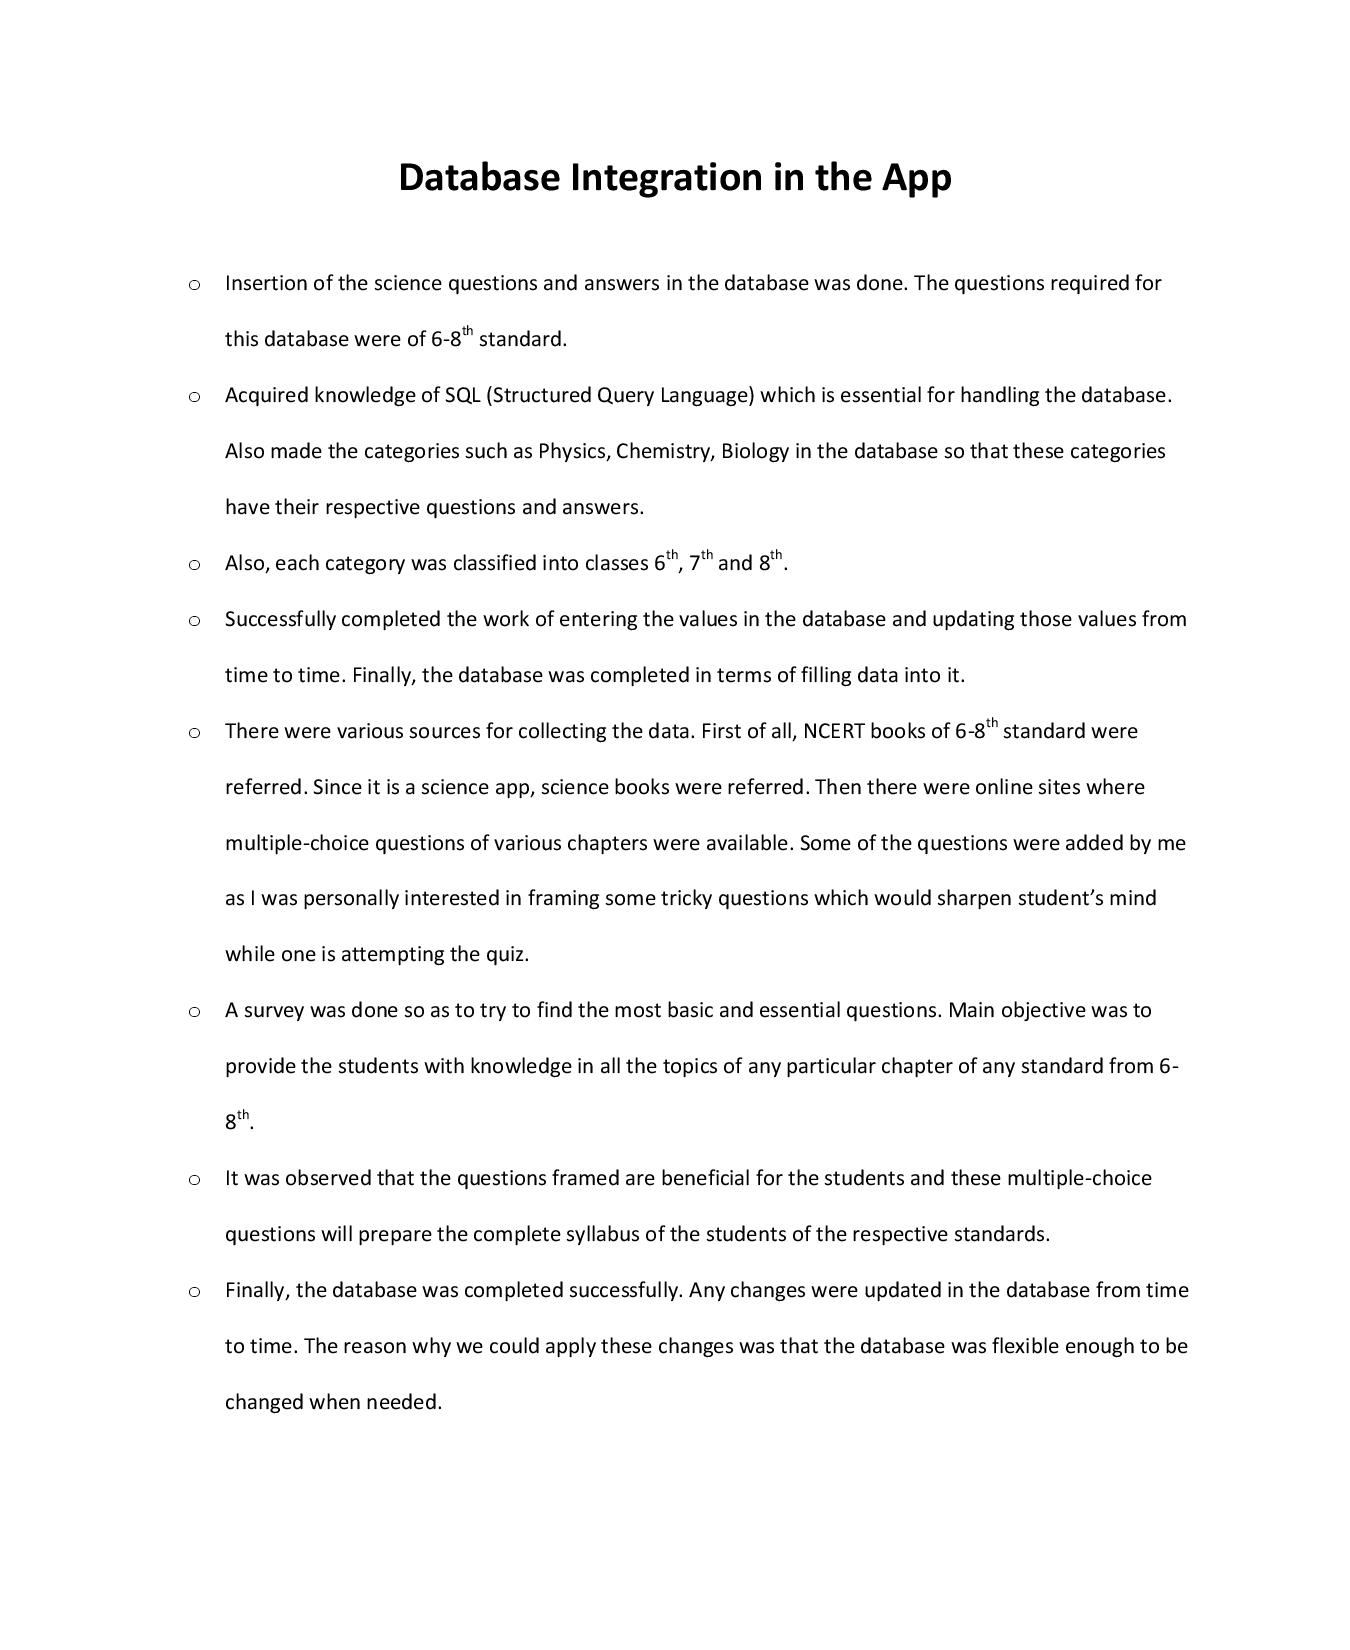 Database Integration in the App
o Insertion of the science questions and answers in the database was done. The questions required for
this database were of 6-8th standard.
o Acquired knowledge of SQL (Structured Query Language) which is essential for handling the database.
Also made the categories such as Physics, Chemistry, Biology in the database so that these categories
have their respective questions and answers.
o Also, each category was classified into classes 6th, 7th and 8th.
o Successfully completed the work of entering the values in the database and updating those values from
time to time. Finally, the database was completed in terms of filling data into it.
o There were various sources for collecting the data. First of all, NCERT books of 6-8th standard were
referred. Since it is a science app, science books were referred. Then there were online sites where
multiple-choice questions of various chapters were available. Some of the questions were added by me
as I was personally interested in framing some tricky questions which would sharpen student’s mind
while one is attempting the quiz.
o A survey was done so as to try to find the most basic and essential questions. Main objective was to
provide the students with knowledge in all the topics of any particular chapter of any standard from 6-
8th.
o It was observed that the questions framed are beneficial for the students and these multiple-choice
questions will prepare the complete syllabus of the students of the respective standards.
o Finally, the database was completed successfully. Any changes were updated in the database from time
to time. The reason why we could apply these changes was that the database was flexible enough to be
changed when needed.